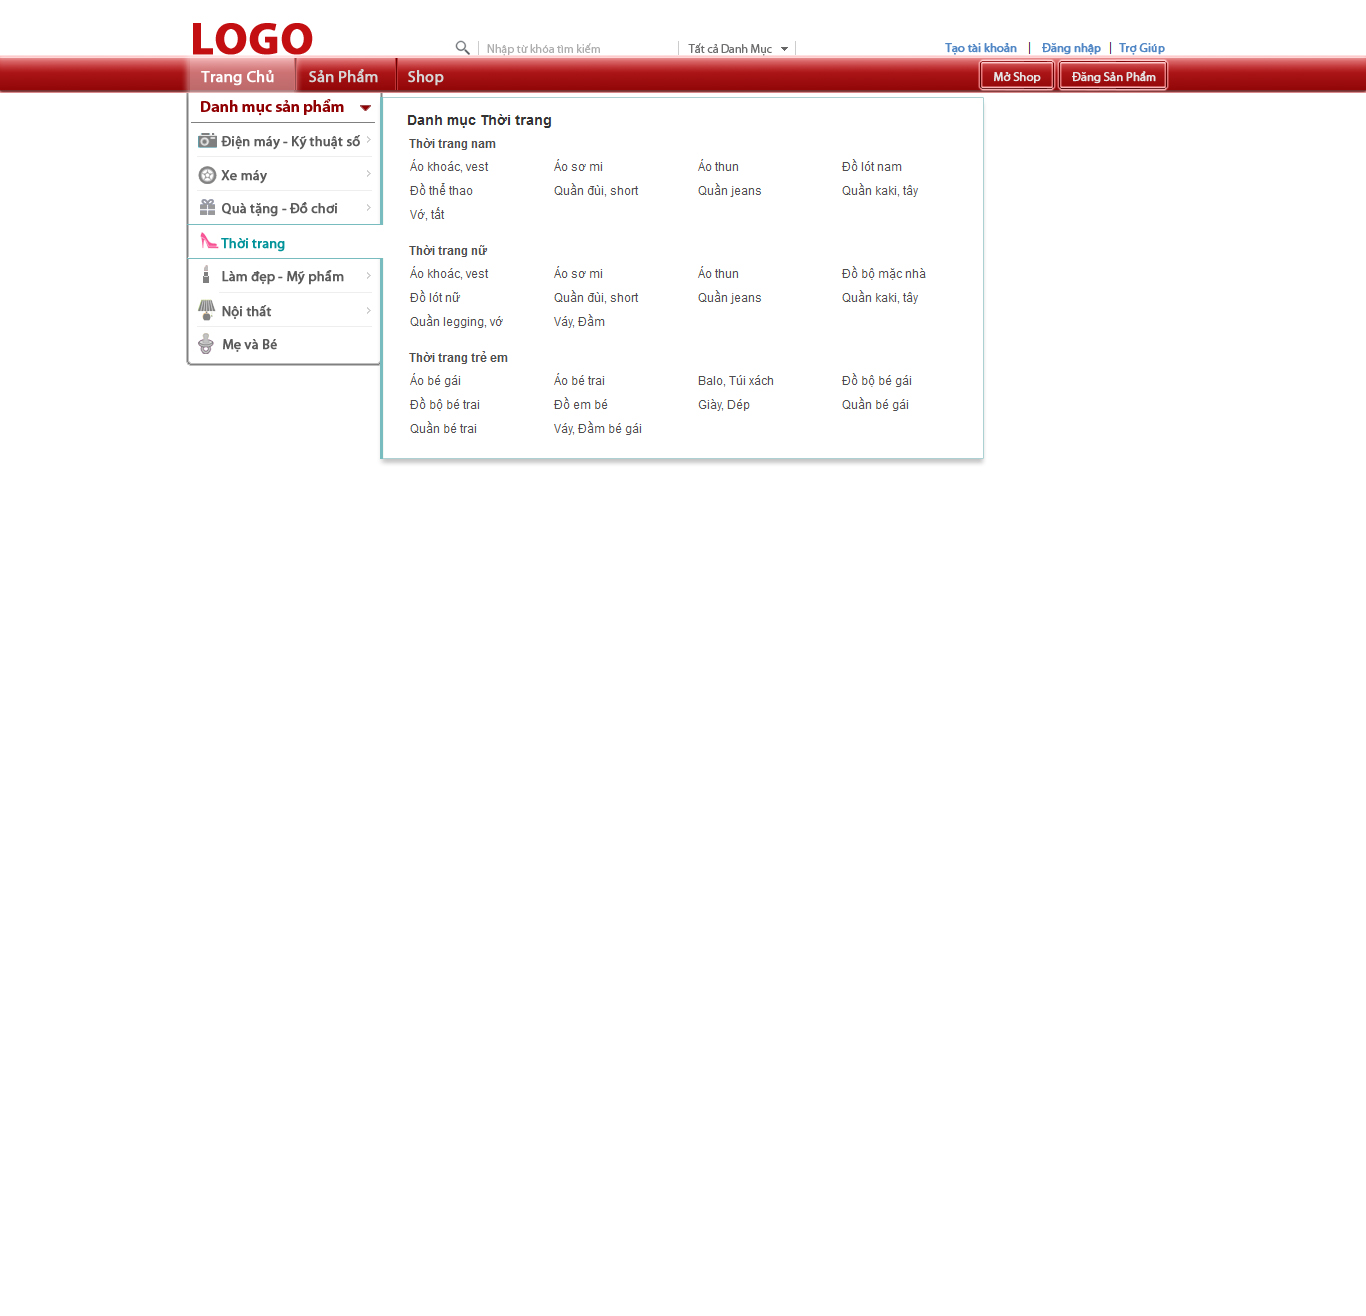 LOGO
Nhập từ khóa tìm kiếm
Tất cả Danh Mục
Tạo tài khoản | Đăng nhập | Trợ Giúp
Trang Chủ
Sản Phẩm
Shop
Mở Shop
Đăng Sản Phẩm
Danh mục sản phẩm
Điện máy - Kỹ thuật số
Xe máy
Quà tặng - Đồ chơi
Thời trang
Làm đẹp - Mỹ phẩm
Nội thất
Mẹ và Bé
Danh mục Thời trang
Thời trang nam
Áo khoác, vest Áo sơ mi Áo thun Đồ lót nam
Đồ thể thao Quần đùi, short Quần jeans Quần kaki, tây
Vớ, tất
Thời trang nữ
Áo khoác, vest Áo sơ mi Áo thun Đồ bộ mặc nhà
Đồ lót nữ Quần đùi, short Quần jeans Quần kaki, tây
Quần legging, vớ Váy, Đầm
Thời trang trẻ em
Áo bé gái Áo bé trai Balo, Túi xách Đồ bộ bé gái
Đồ bộ bé trai Đồ em bé Giày, Dép Quần bé gái
Quần bé trai Váy, Đầm bé gái